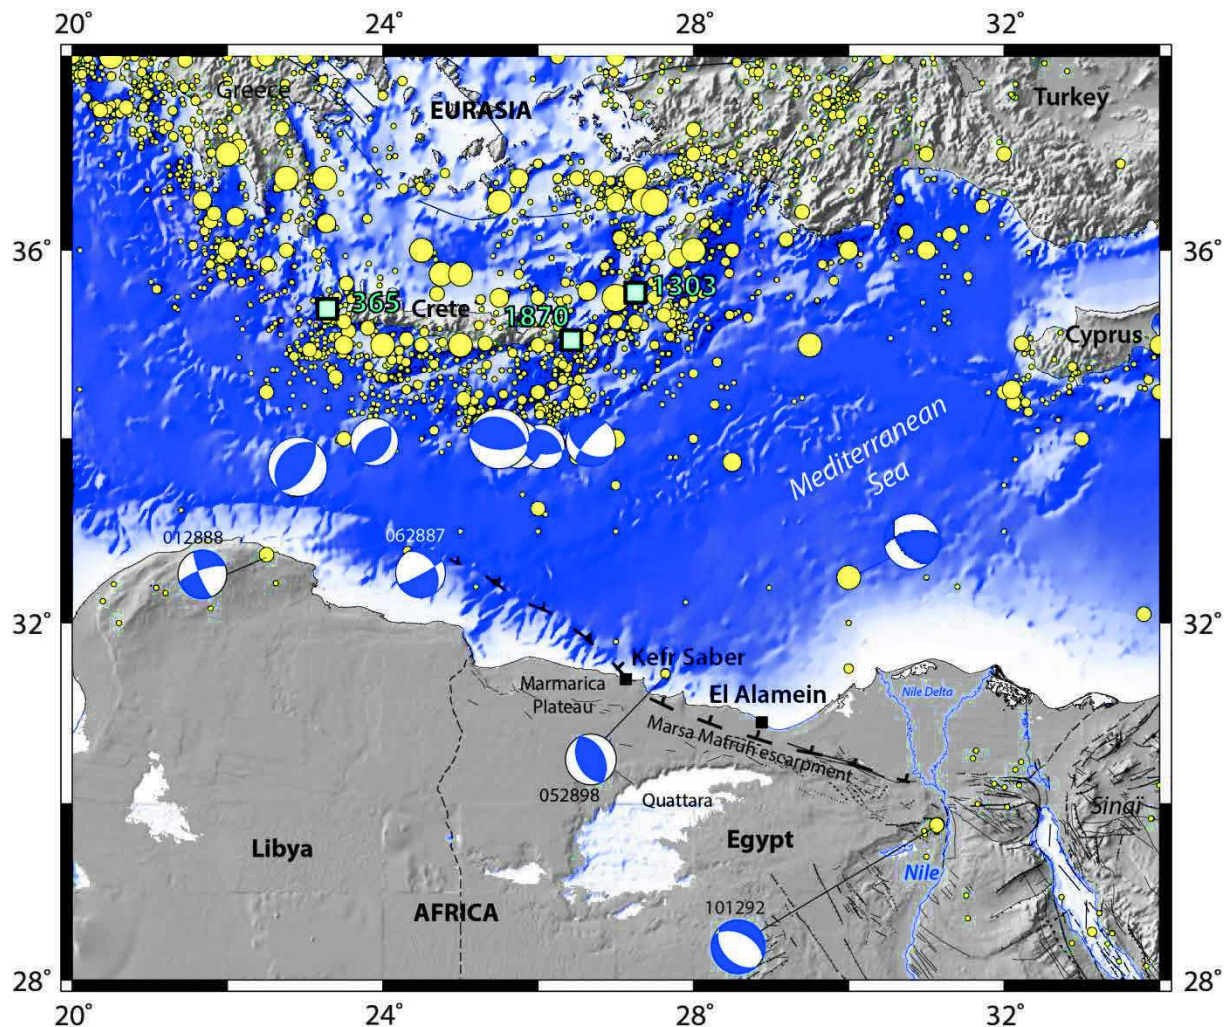 20°
24°
28°
32°
Greece
EURASIA
Turkey
36°
36°
365
Crete
1303
1870
Cyprus
Mediterranean
Sea
012888
062887
32°
32°
Kefr Saber
Marmarica
Plateau
El Alamein
Nile Delta
Marsa Matruh escarpment
052898
Quattara
Sinai
Libya
Egypt
Nile
AFRICA
101292
28°
28°
20°
24°
28°
32°